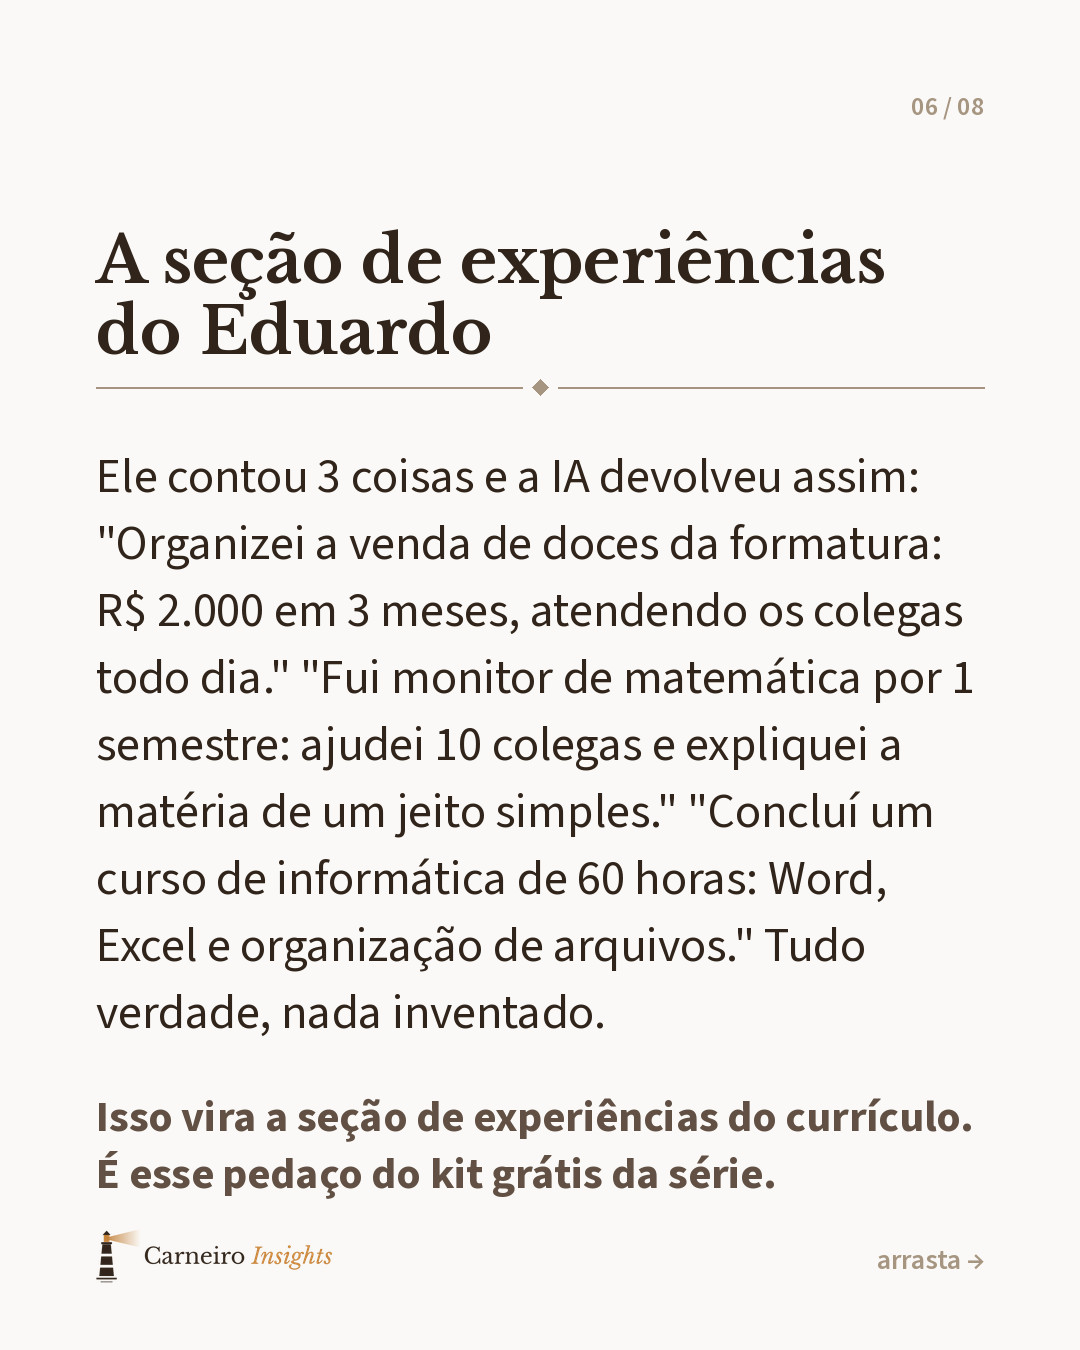 06 / 08
A seção de experiências
do Eduardo
Ele contou 3 coisas e a IA devolveu assim:
"Organizei a venda de doces da formatura:
R$ 2.000 em 3 meses, atendendo os colegas
todo dia." "Fui monitor de matemática por 1
semestre: ajudei 10 colegas e expliquei a
matéria de um jeito simples." "Concluí um
curso de informática de 60 horas: Word,
Excel e organização de arquivos." Tudo
verdade, nada inventado.
Isso vira a seção de experiências do currículo.
É esse pedaço do kit grátis da série.
Carneiro Insights
arrasta →